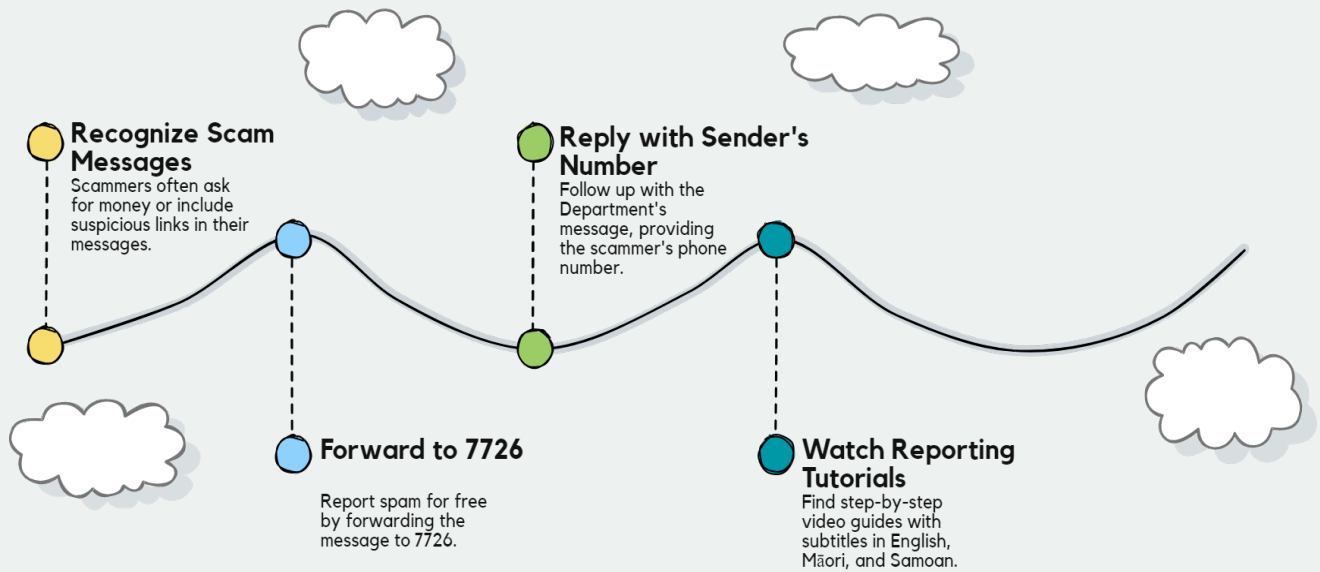 Recognize Scam
Messages
Scammers often ask
for money or include
suspicious links in their
messages.
Forward to 7726
Report spam for free
by forwarding the
message to 7726.
Reply with Sender's
Number
Follow up with the
Department's
message, providing
the scammer's phone
number.
Watch Reporting
Tutorials
Find step-by-step
video guides with
subtitles in English,
Māori, and Samoan.